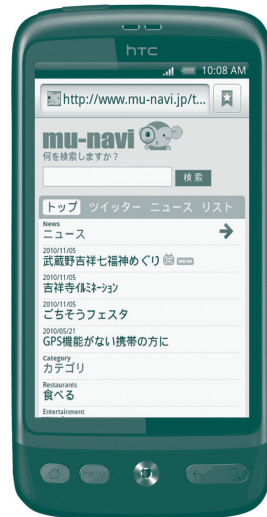 htc
10:08 AM
http://www.mu-navi.jp/t...
mu-navi
何を検索しますか？
検索
トップ ツイッター ニュース リスト
News
ニュース
2010/11/05
武蔵野吉祥七福神めぐり NEW
2010/11/05
吉祥寺イルミネーション
2010/11/05
ごちそうフェスタ
2010/05/21
GPS機能がない携帯の方に
Category
カテゴリ
Restaurants
食べる
Entertainment
menu